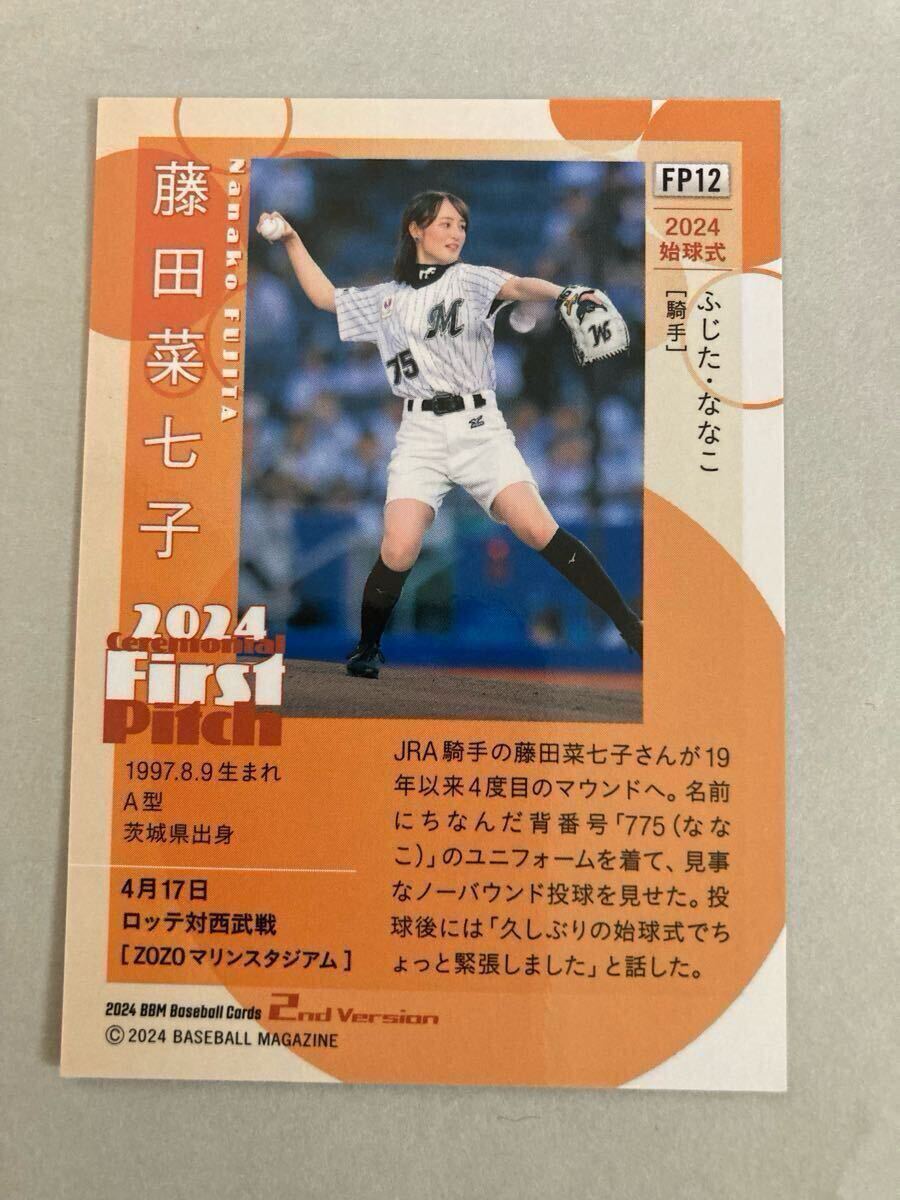 藤田菜七子
Nanako FUJITA
FP12
2024
始球式
ふじた・ななこ
[騎手]
M
75
2024
Ceremonial
First
Pitch
1997.8.9生まれ
A型
茨城県出身
4月17日
ロッテ対西武戦
[ZOZOマリンスタジアム]
JRA騎手の藤田菜七子さんが19
年以来4度目のマウンドへ。名前
にちなんだ背番号「775(なな
こ)」のユニフォームを着て、見事
なノーバウンド投球を見せた。投
球後には「久しぶりの始球式でち
ょっと緊張しました」と話した。
2024 BBM Baseball Cards 2nd Version
© 2024 BASEBALL MAGAZINE